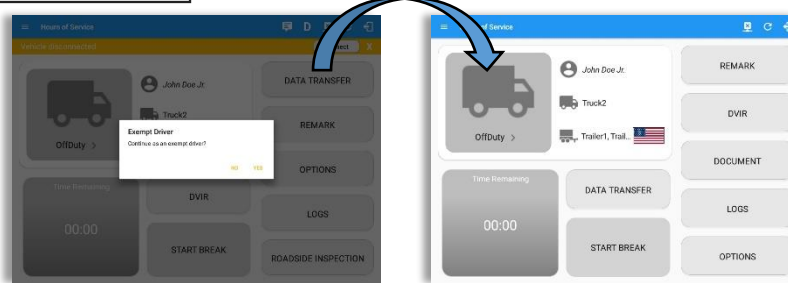 Hours of Service
Vehicle disconnected
X
John Doe Jr.
Truck2
OffDuty >
Exempt Driver
Continue as an exempt driver?
NO YES
Time Remaining
00:00
DVIR
START BREAK
DATA TRANSFER
REMARK
OPTIONS
LOGS
ROADSIDE INSPECTION
of Service
John Doe Jr.
Truck2
Trailer1, Trail..
OffDuty >
Time Remaining
00:00
DATA TRANSFER
START BREAK
REMARK
DVIR
DOCUMENT
LOGS
OPTIONS